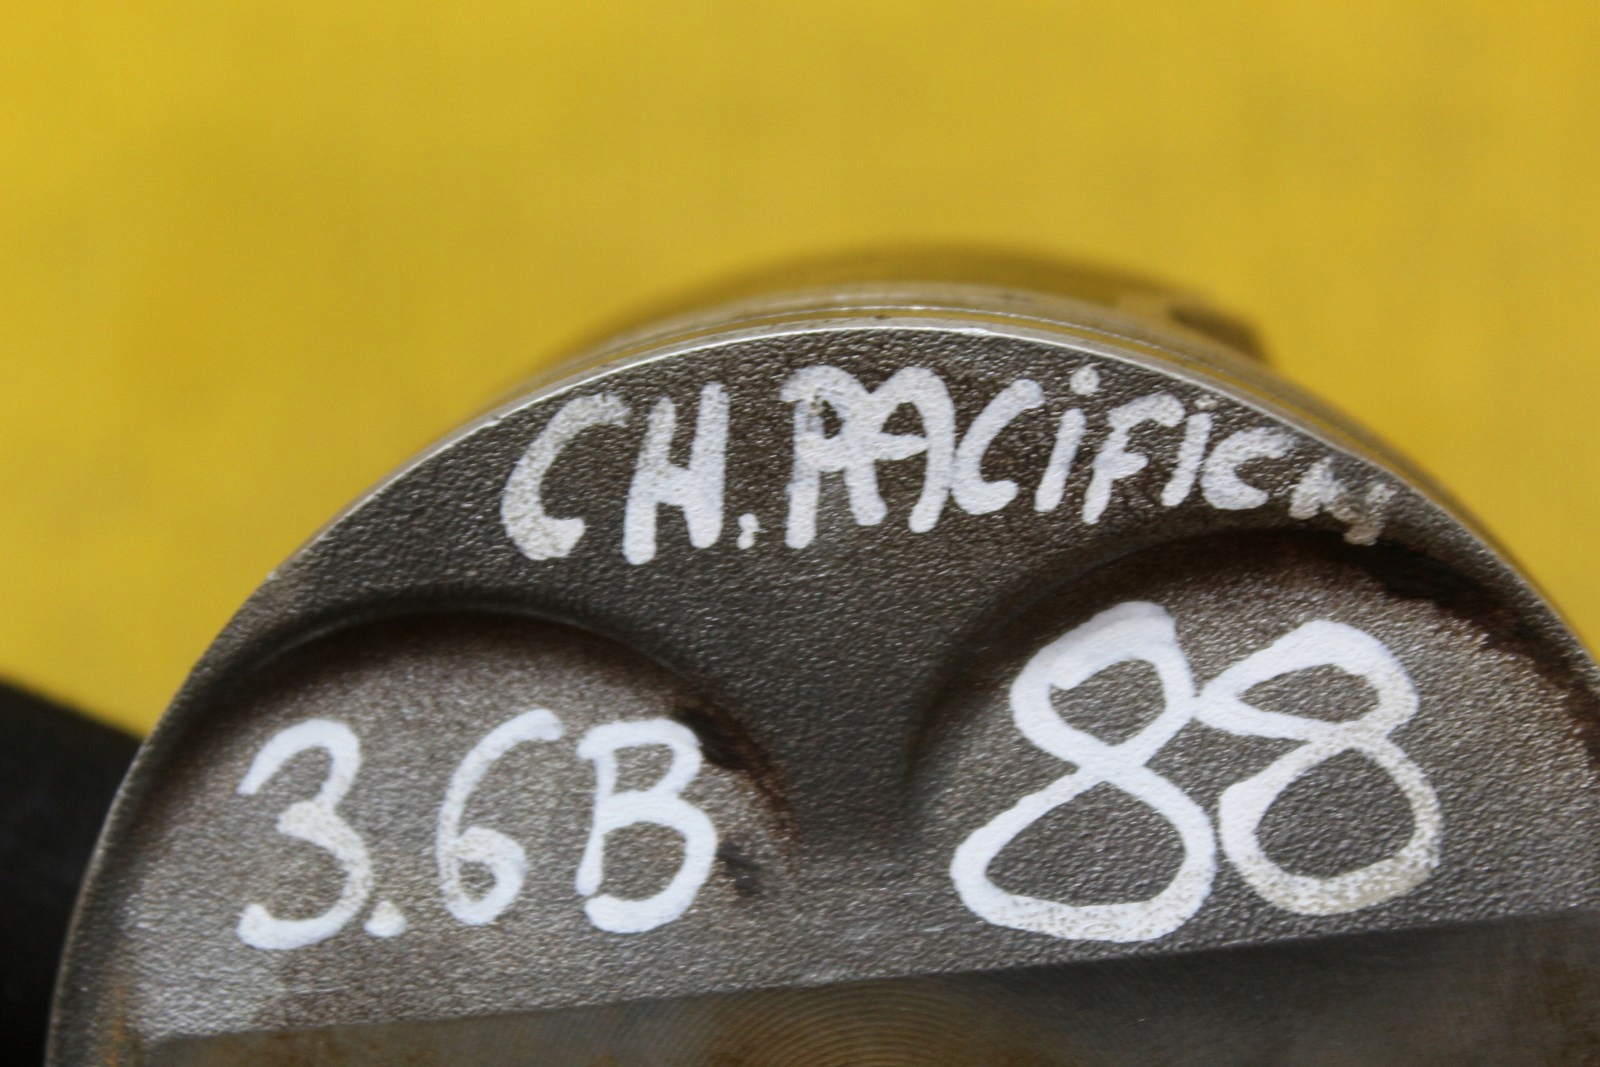 CH. PACifiCA
3.6B 88